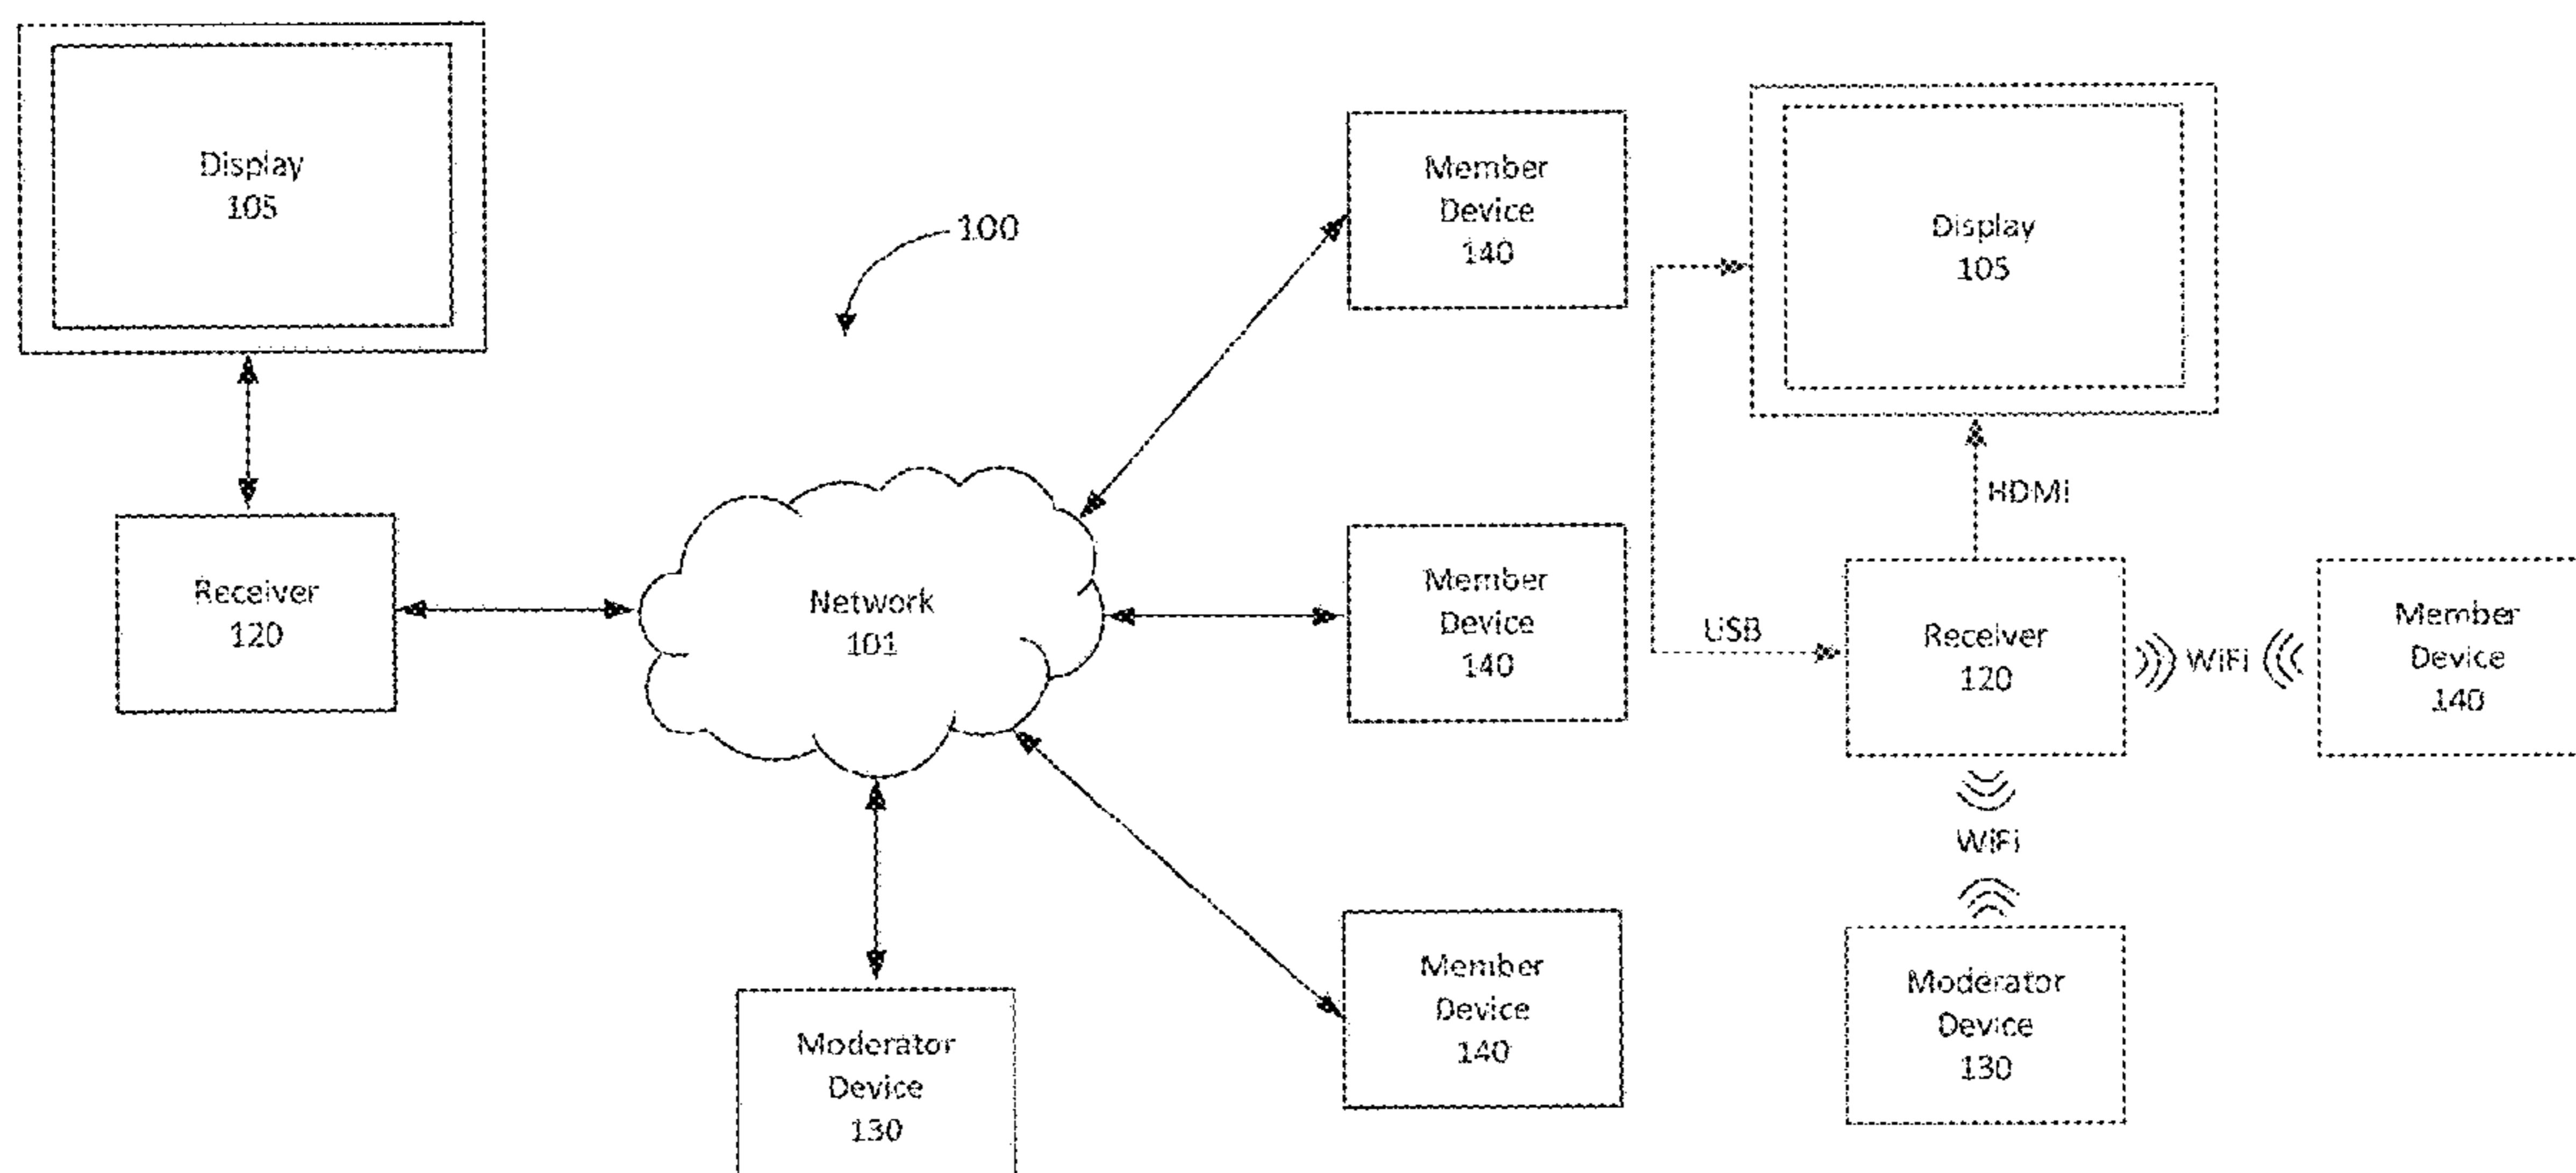 Display
105
100
Receiver
120
Network
101
Moderator
Device
130
Member
Device
140
Member
Device
140
Member
Device
140
Display
105
HDMI
USB
Receiver
120
WiFi
Member
Device
140
WiFi
Moderator
Device
130